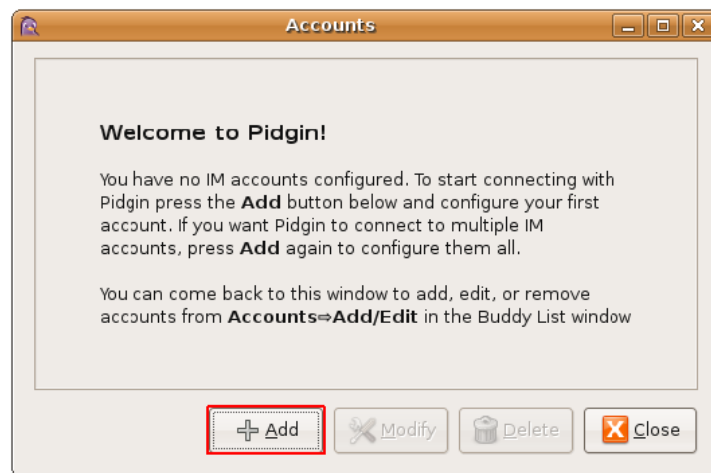 Accounts
Welcome to Pidgin!
You have no IM accounts configured. To start connecting with
Pidgin press the Add button below and configure your first
account. If you want Pidgin to connect to multiple IM
accounts, press Add again to configure them all.
You can come back to this window to add, edit, or remove
accounts from Accounts⇨Add/Edit in the Buddy List window
Add Modify Delete Close